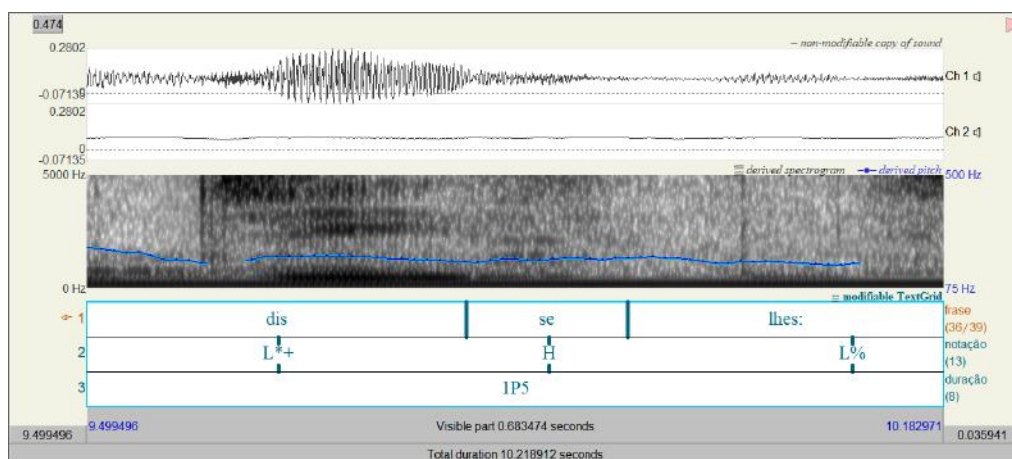 0.474
0.2802
-0.07139
0.2802
0
-0.07135
5000 Hz
0 Hz
non-modifiable copy of sound
Ch 1
Ch 2
derived spectrogram derived pitch
500 Hz
75 Hz
modifiable TextGrid
1 dis se lhes: frase (36/39)
2 L*+ H L% notação (13)
3 1P5 duração (8)
9.499496 9.499496 Visible part 0.683474 seconds 10.182971 0.035941
Total duration 10.218912 seconds